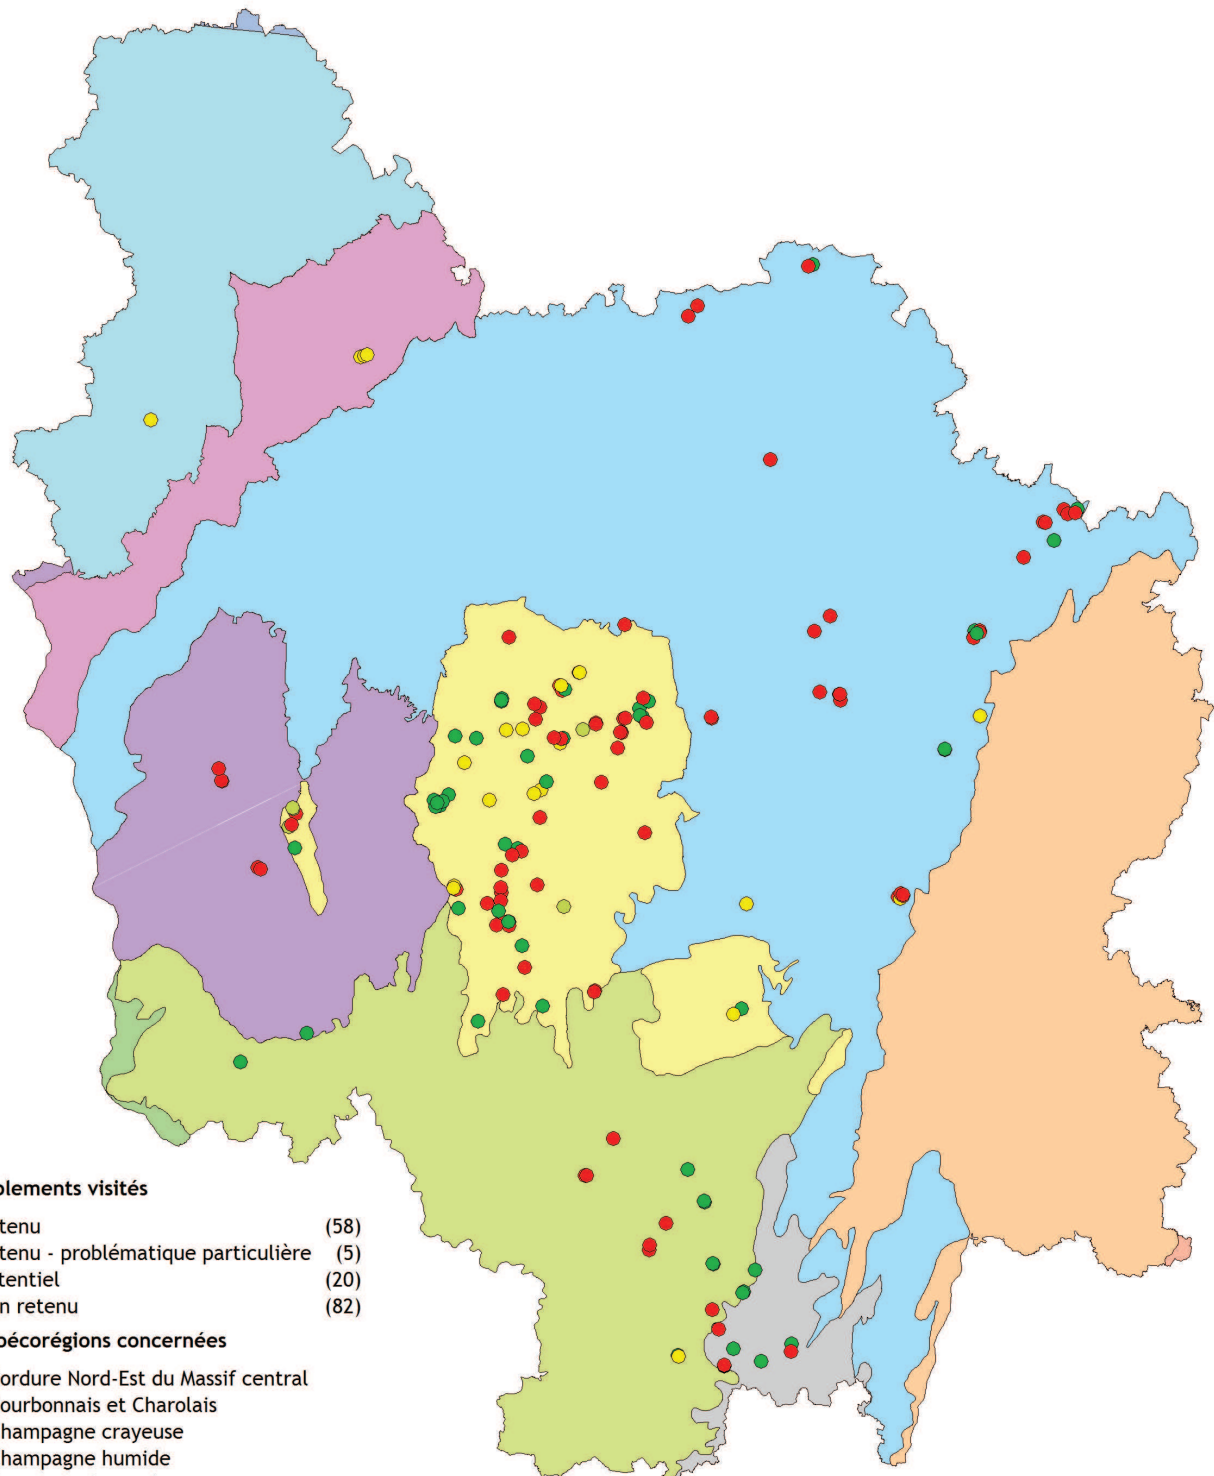 plements visités
tenu (58)
tenu - problématique particulière (5)
tentiel (20)
n retenu (82)
oécorégions concernées
ordure Nord-Est du Massif central
ourbonnais et Charolais
hampagne crayeuse
hampagne humide